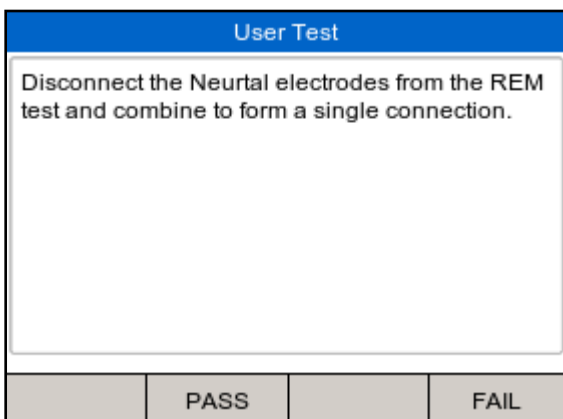 User Test
Disconnect the Neurtal electrodes from the REM
test and combine to form a single connection.
PASS
FAIL